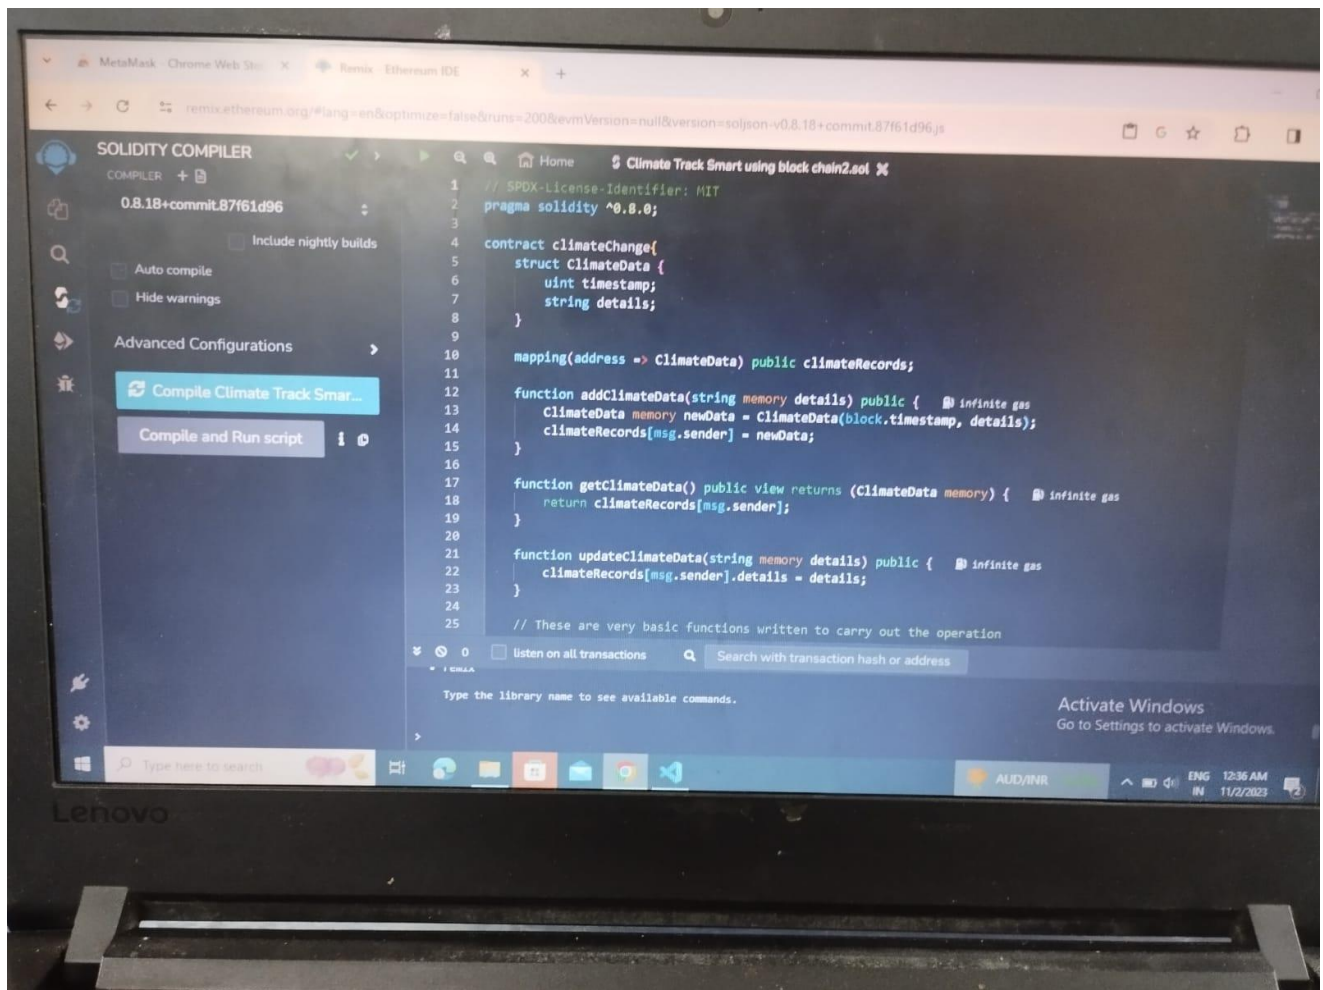 MetaMask - Chrome Web Sto
Remix - Ethereum IDE
remix.ethereum.org/#lang=en&optimize=false&runs=200&evmVersion=null&version=soljson-v0.8.18+commit.87f61d96.js
SOLIDITY COMPILER
COMPILER
0.8.18+commit.87f61d96
Include nightly builds
Auto compile
Hide warnings
Advanced Configurations
Compile Climate Track Smar...
Compile and Run script
Home
Climate Track Smart using block chain2.sol
1 // SPDX-License-Identifier: MIT
2 pragma solidity ^0.8.0;
3
4 contract climateChange{
5 struct ClimateData {
6 uint timestamp;
7 string details;
8 }
9
10 mapping(address => ClimateData) public climateRecords;
11
12 function addClimateData(string memory details) public { infinite gas
13 ClimateData memory newData = ClimateData(block.timestamp, details);
14 climateRecords[msg.sender] = newData;
15 }
16
17 function getClimateData() public view returns (ClimateData memory) { infinite gas
18 return climateRecords[msg.sender];
19 }
20
21 function updateClimateData(string memory details) public { infinite gas
22 climateRecords[msg.sender].details = details;
23 }
24
25 // These are very basic functions written to carry out the operation
0 listen on all transactions Search with transaction hash or address
remix
Type the library name to see available commands.
>
Activate Windows
Go to Settings to activate Windows.
Type here to search
AUD/INR
ENG
IN
12:36 AM
11/2/2023
2
Lenovo